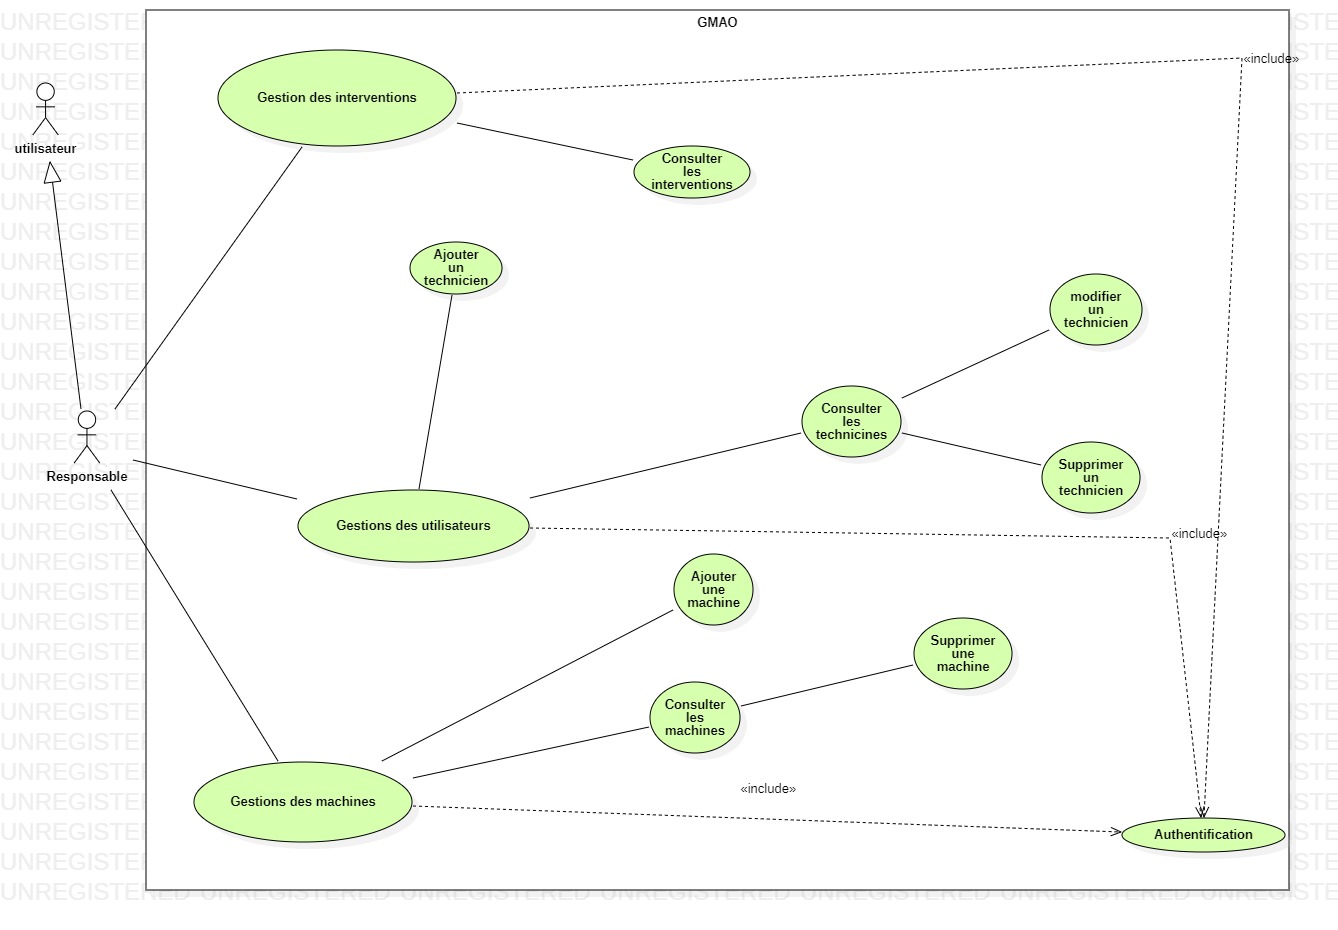 GMAO
«include»
Gestion des interventions
utilisateur
Consulter
les
interventions
Ajouter
un
technicien
modifier
un
technicien
Consulter
les
technicines
Responsable
Supprimer
un
technicien
Gestions des utilisateurs
«include»
Ajouter
une
machine
Supprimer
une
machine
Consulter
les
machines
«include»
Gestions des machines
Authentification
UNREGISTERED UNREGISTERED UNREGISTERED UNREGISTERED UNREGISTERED UNREGISTERED UNREGISTE